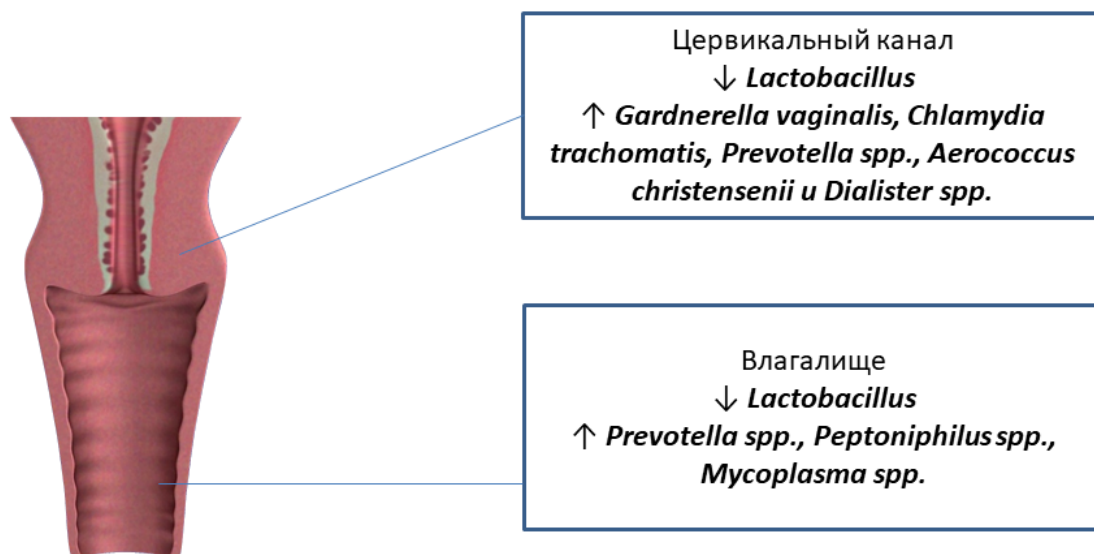 Цервикальный канал
↓ Lactobacillus
↑ Gardnerella vaginalis, Chlamydia
trachomatis, Prevotella spp., Aerococcus
christensenii и Dialister spp.
Влагалище
↓ Lactobacillus
↑ Prevotella spp., Peptoniphilus spp.,
Mycoplasma spp.